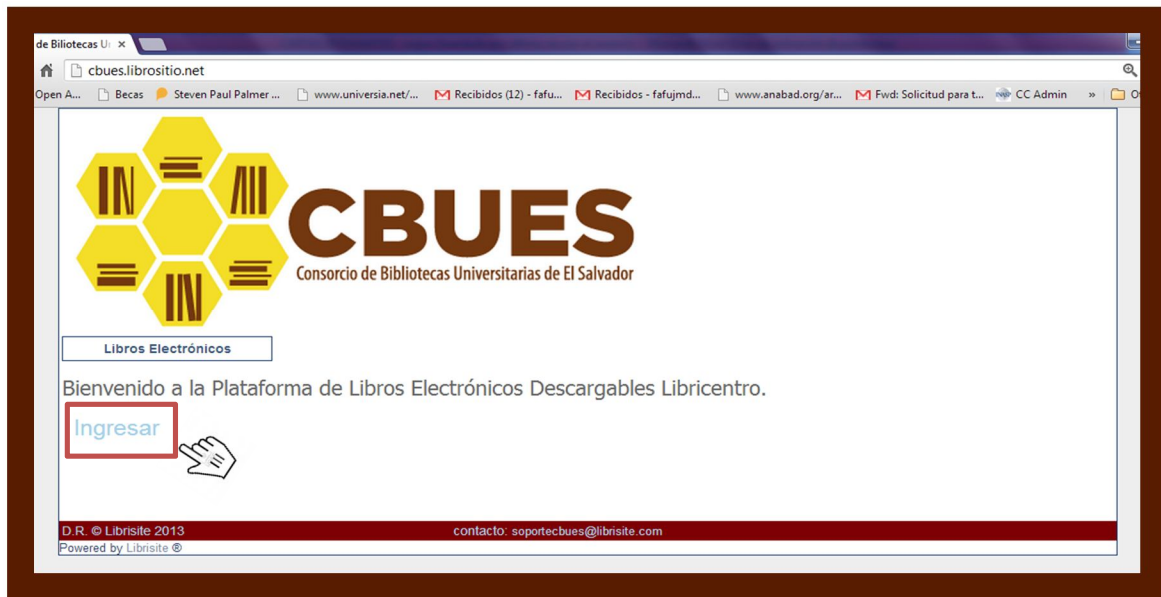 de Biliotecas U
cbues.librositio.net
Open A... Becas Steven Paul Palmer ... www.universia.net/... Recibidos (12) - fafu... Recibidos - fafujmd... www.anabad.org/ar... Fwd: Solicitud para t... CC Admin »
CBUES
Consorcio de Bibliotecas Universitarias de El Salvador
Libros Electrónicos
Bienvenido a la Plataforma de Libros Electrónicos Descargables Libricentro.
Ingresar
D.R. © Librisite 2013 contacto: soportecbues@librisite.com
Powered by Librisite ®